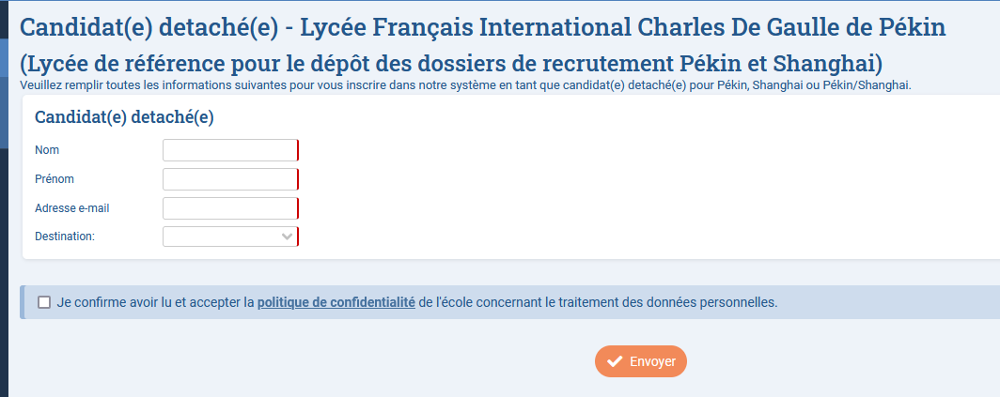 Candidat(e) detaché(e) - Lycée Français International Charles De Gaulle de Pékin
(Lycée de référence pour le dépôt des dossiers de recrutement Pékin et Shanghai)
Veuillez remplir toutes les informations suivantes pour vous inscrire dans notre système en tant que candidat(e) detaché(e) pour Pékin, Shanghai ou Pékin/Shanghai.
Candidat(e) detaché(e)
Nom
Prénom
Adresse e-mail
Destination:
Je confirme avoir lu et accepter la politique de confidentialité de l'école concernant le traitement des données personnelles.
Envoyer